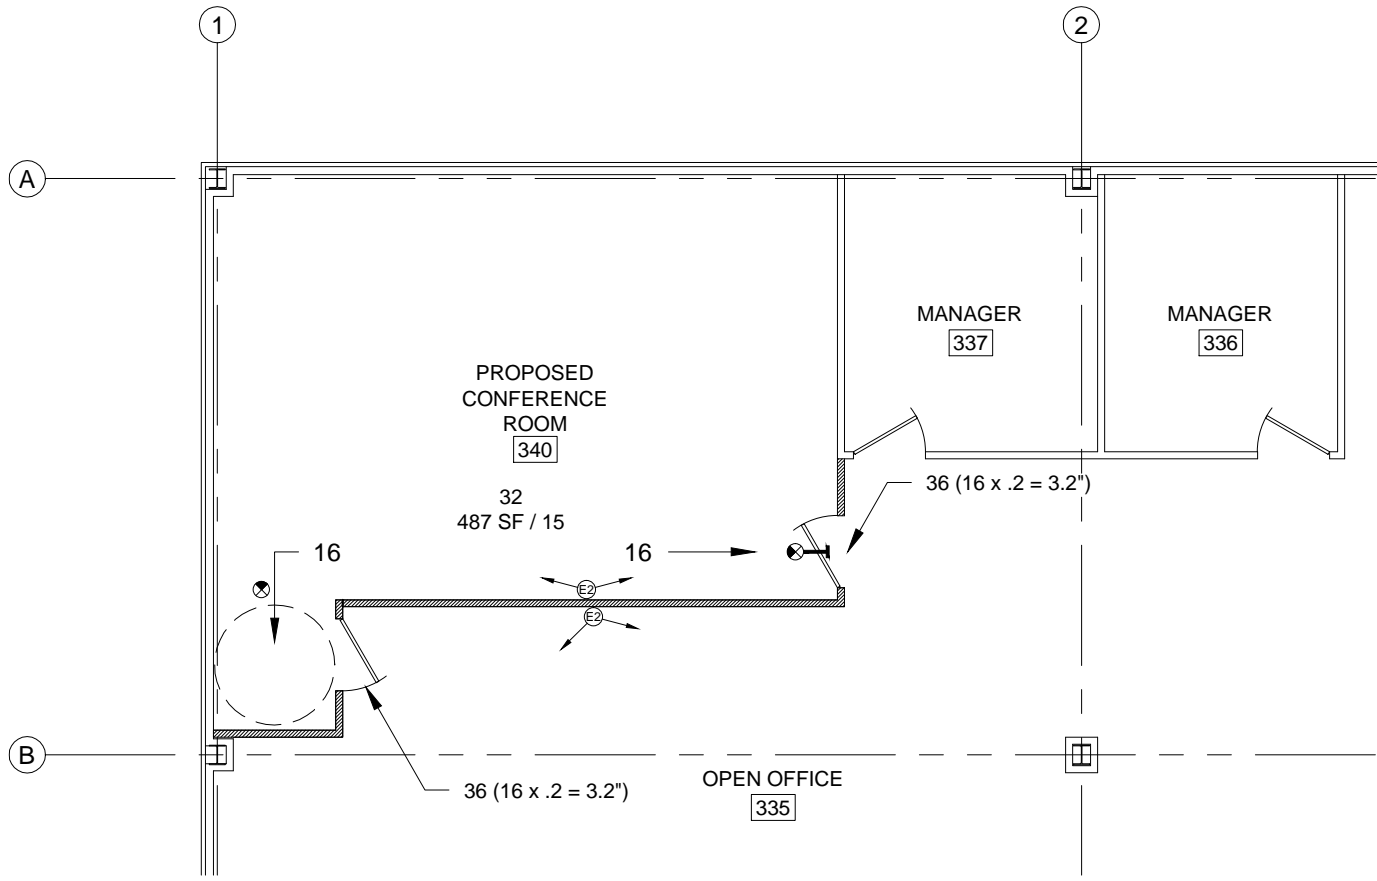 1
2
A
MANAGER
337
MANAGER
336
PROPOSED
CONFERENCE
ROOM
340
32
487 SF / 15
36 (16 x .2 = 3.2")
16
16
E2
E2
B
36 (16 x .2 = 3.2")
OPEN OFFICE
335